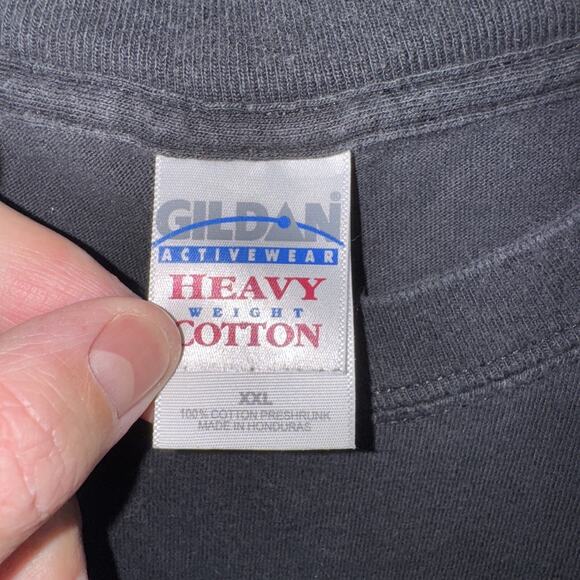 GILDAN
ACTIVEWEAR
HEAVY
WEIGHT
COTTON
XXL
100% COTTON PRESHRUNK
MADE IN HONDURAS